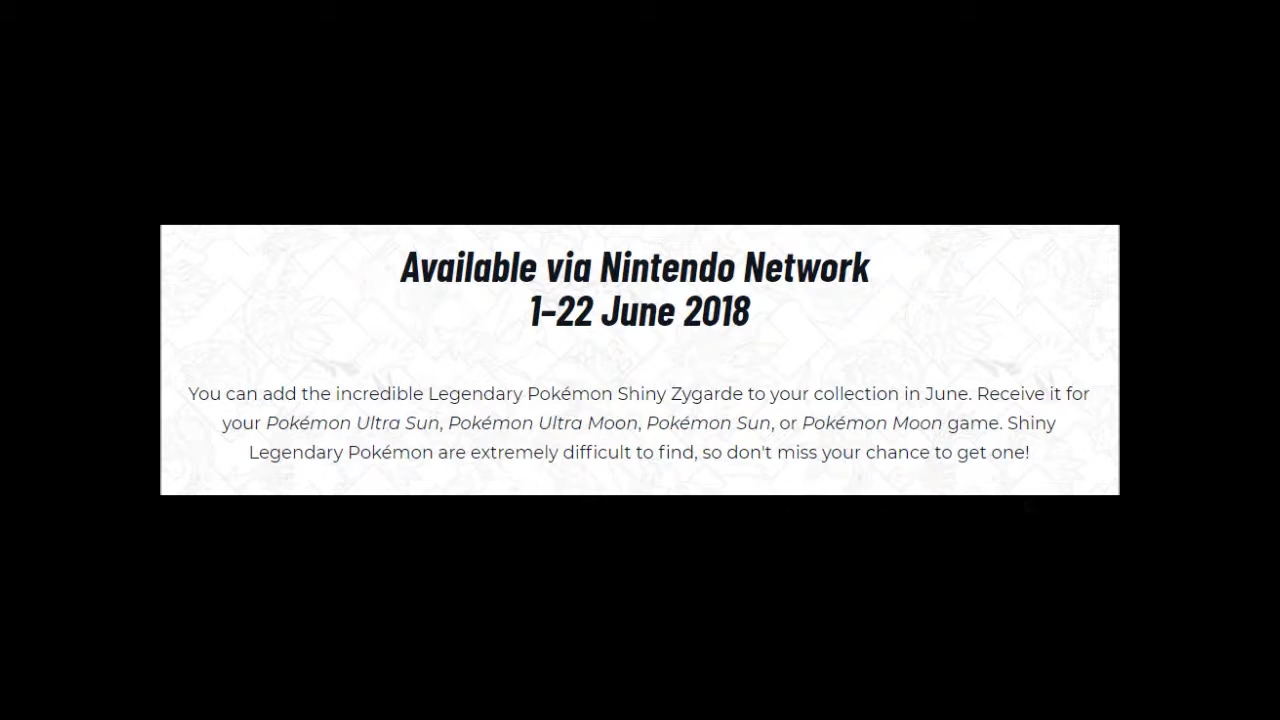 Available via Nintendo Network
1–22 June 2018
You can add the incredible Legendary Pokémon Shiny Zygarde to your collection in June. Receive it for
your Pokémon Ultra Sun, Pokémon Ultra Moon, Pokémon Sun, or Pokémon Moon game. Shiny
Legendary Pokémon are extremely difficult to find, so don't miss your chance to get one!